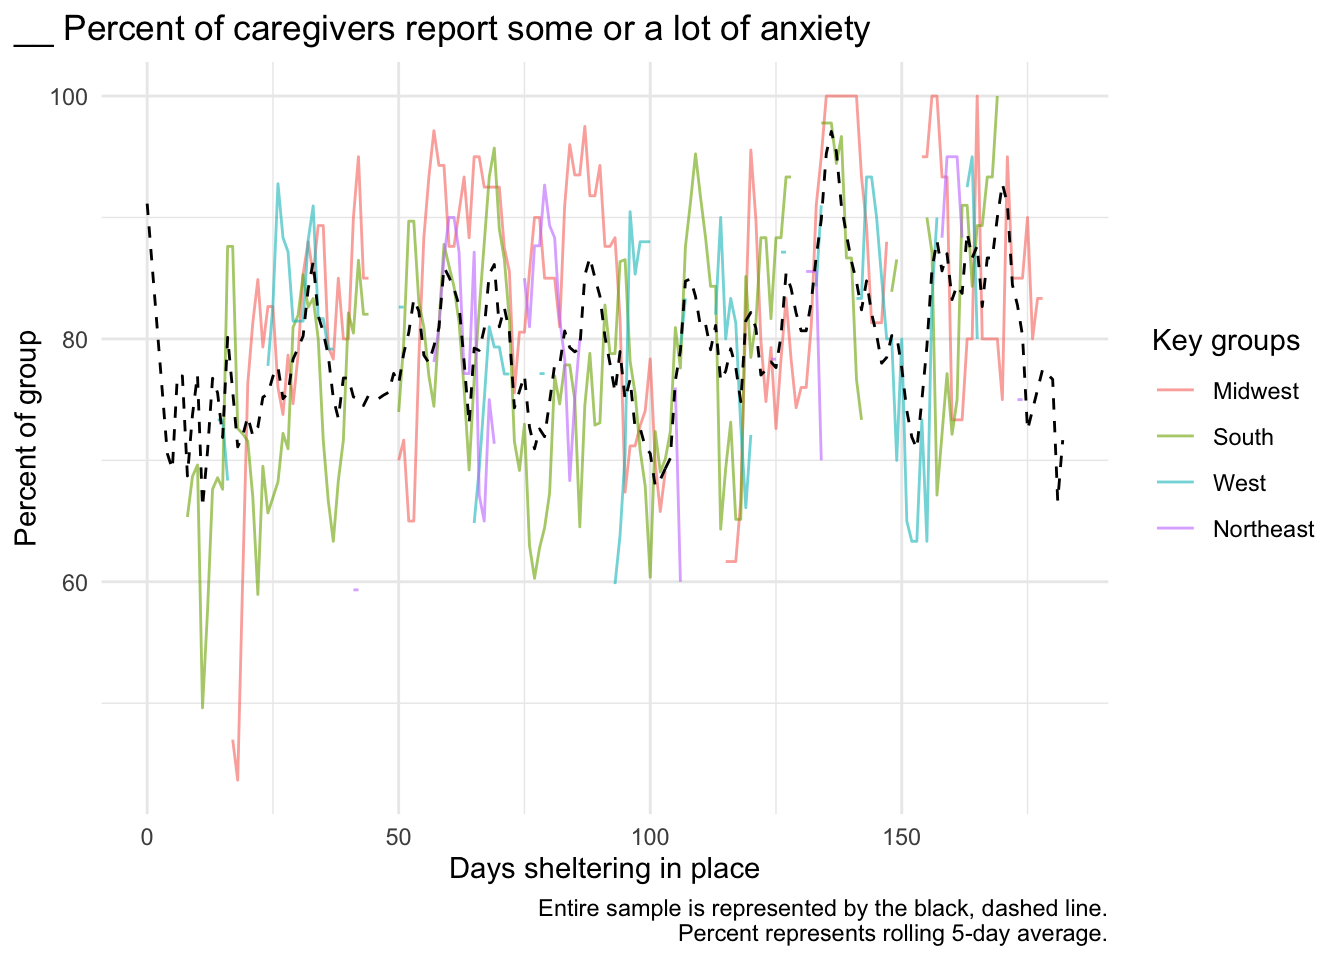 __ Percent of caregivers report some or a lot of anxiety
100
80
60
Percent of group
0
50
100
150
Days sheltering in place
Key groups
Midwest
South
West
Northeast
Entire sample is represented by the black, dashed line.
Percent represents rolling 5-day average.